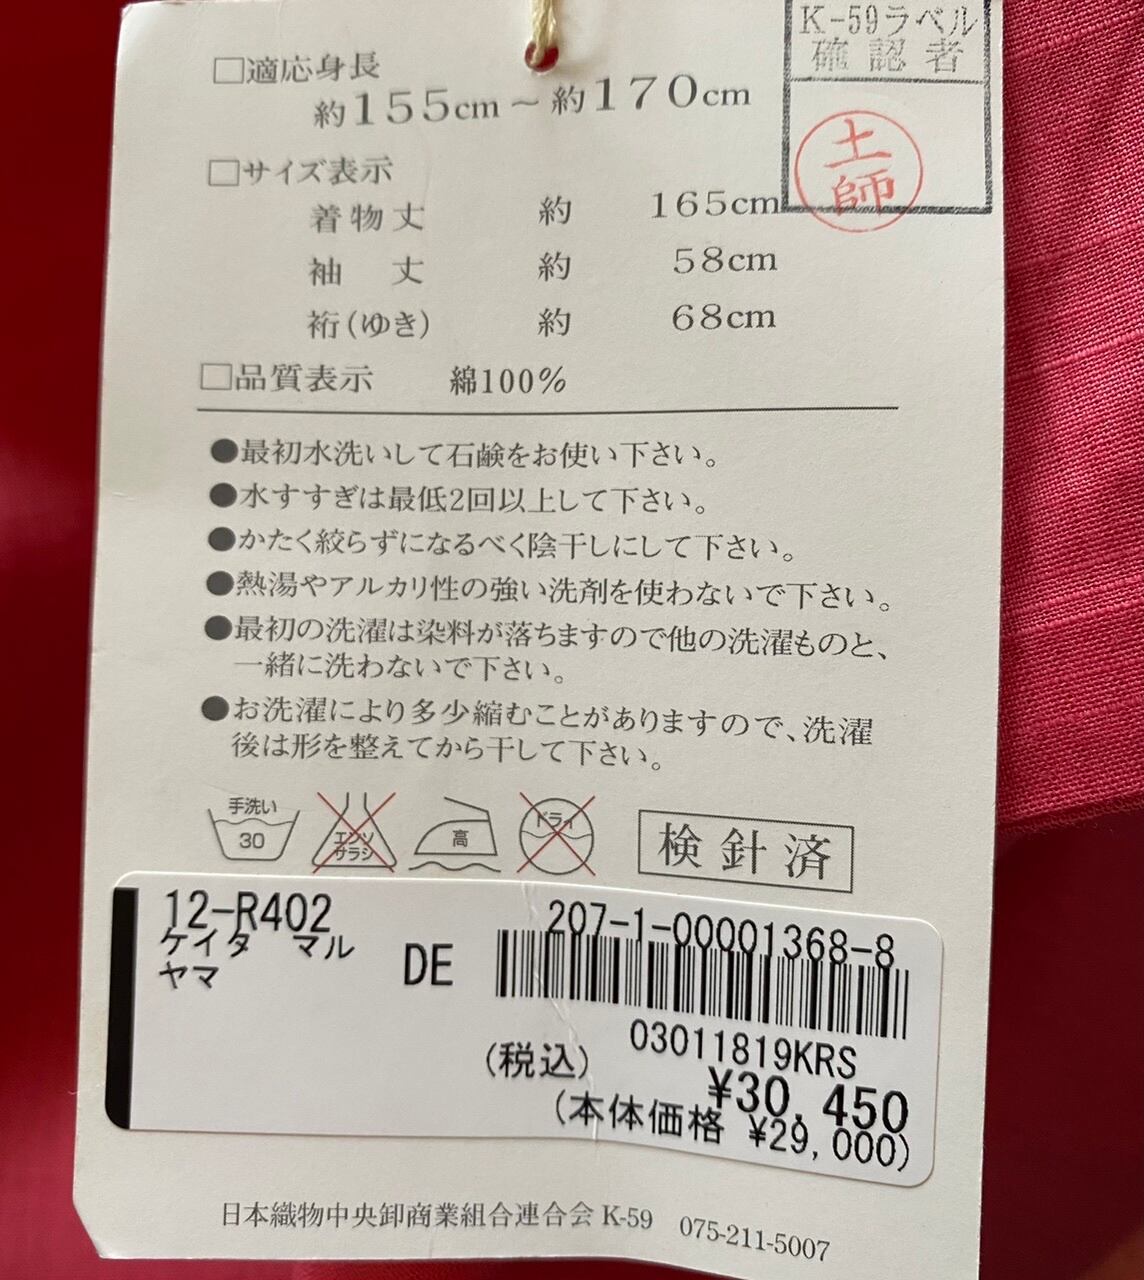 K-59ラベル
確認者
土師
□適応身長
約155cm~約170cm
□サイズ表示
着物丈 約 165cm
袖 丈 約 58cm
裄(ゆき) 約 68cm
□品質表示 綿100%
●最初水洗いして石鹸をお使い下さい。
●水すすぎは最低2回以上して下さい。
●かたく絞らずになるべく陰干しにして下さい。
●熱湯やアルカリ性の強い洗剤を使わないで下さい。
●最初の洗濯は染料が落ちますので他の洗濯ものと、
一緒に洗わないで下さい。
●お洗濯により多少縮むことがありますので、洗濯
後は形を整えてから干して下さい。
手洗い
30
エンソ
サラシ
高
ドライ
検針済
12-R402
ケイタ マル
ヤマ
DE
207-1-00001368-8
03011819KRS
(税込) ¥30,450
(本体価格 ¥29,000)
日本織物中央卸商業組合連合会 K-59 075-211-5007